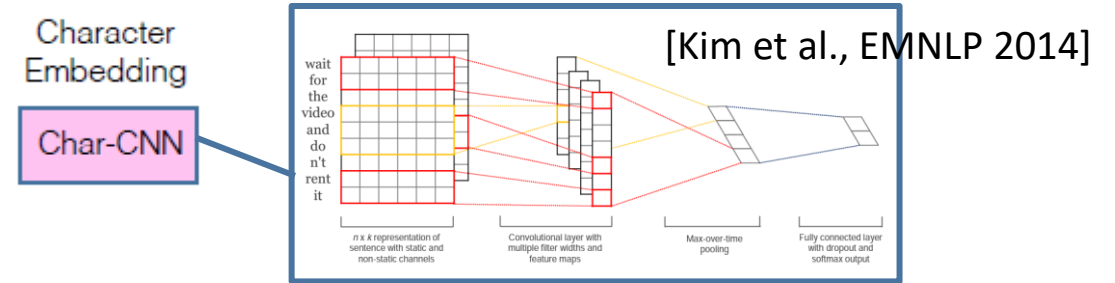 Character
Embedding
Char-CNN
[Kim et al., EMNLP 2014]
wait
for
the
video
and
do
n't
rent
it
n x k representation of
sentence with static and
non-static channels
Convolutional layer with
multiple filter widths and
feature maps
Max-over-time
pooling
Fully connected layer
with dropout and
softmax output